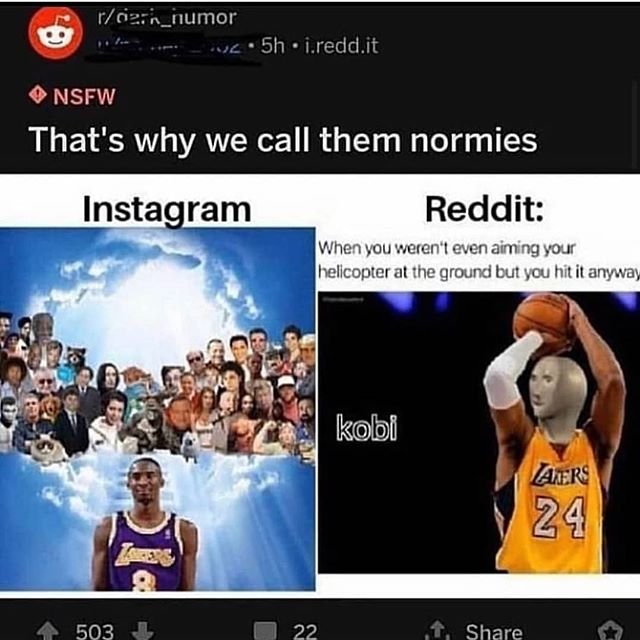 • 5h • i.redd.it
NSFW
That's why we call them normies
Instagram
Reddit:
When you weren't even aiming your
helicopter at the ground but you hit it anyway
kobi
LAKERS
24
LAKERS
8
503
22
Share